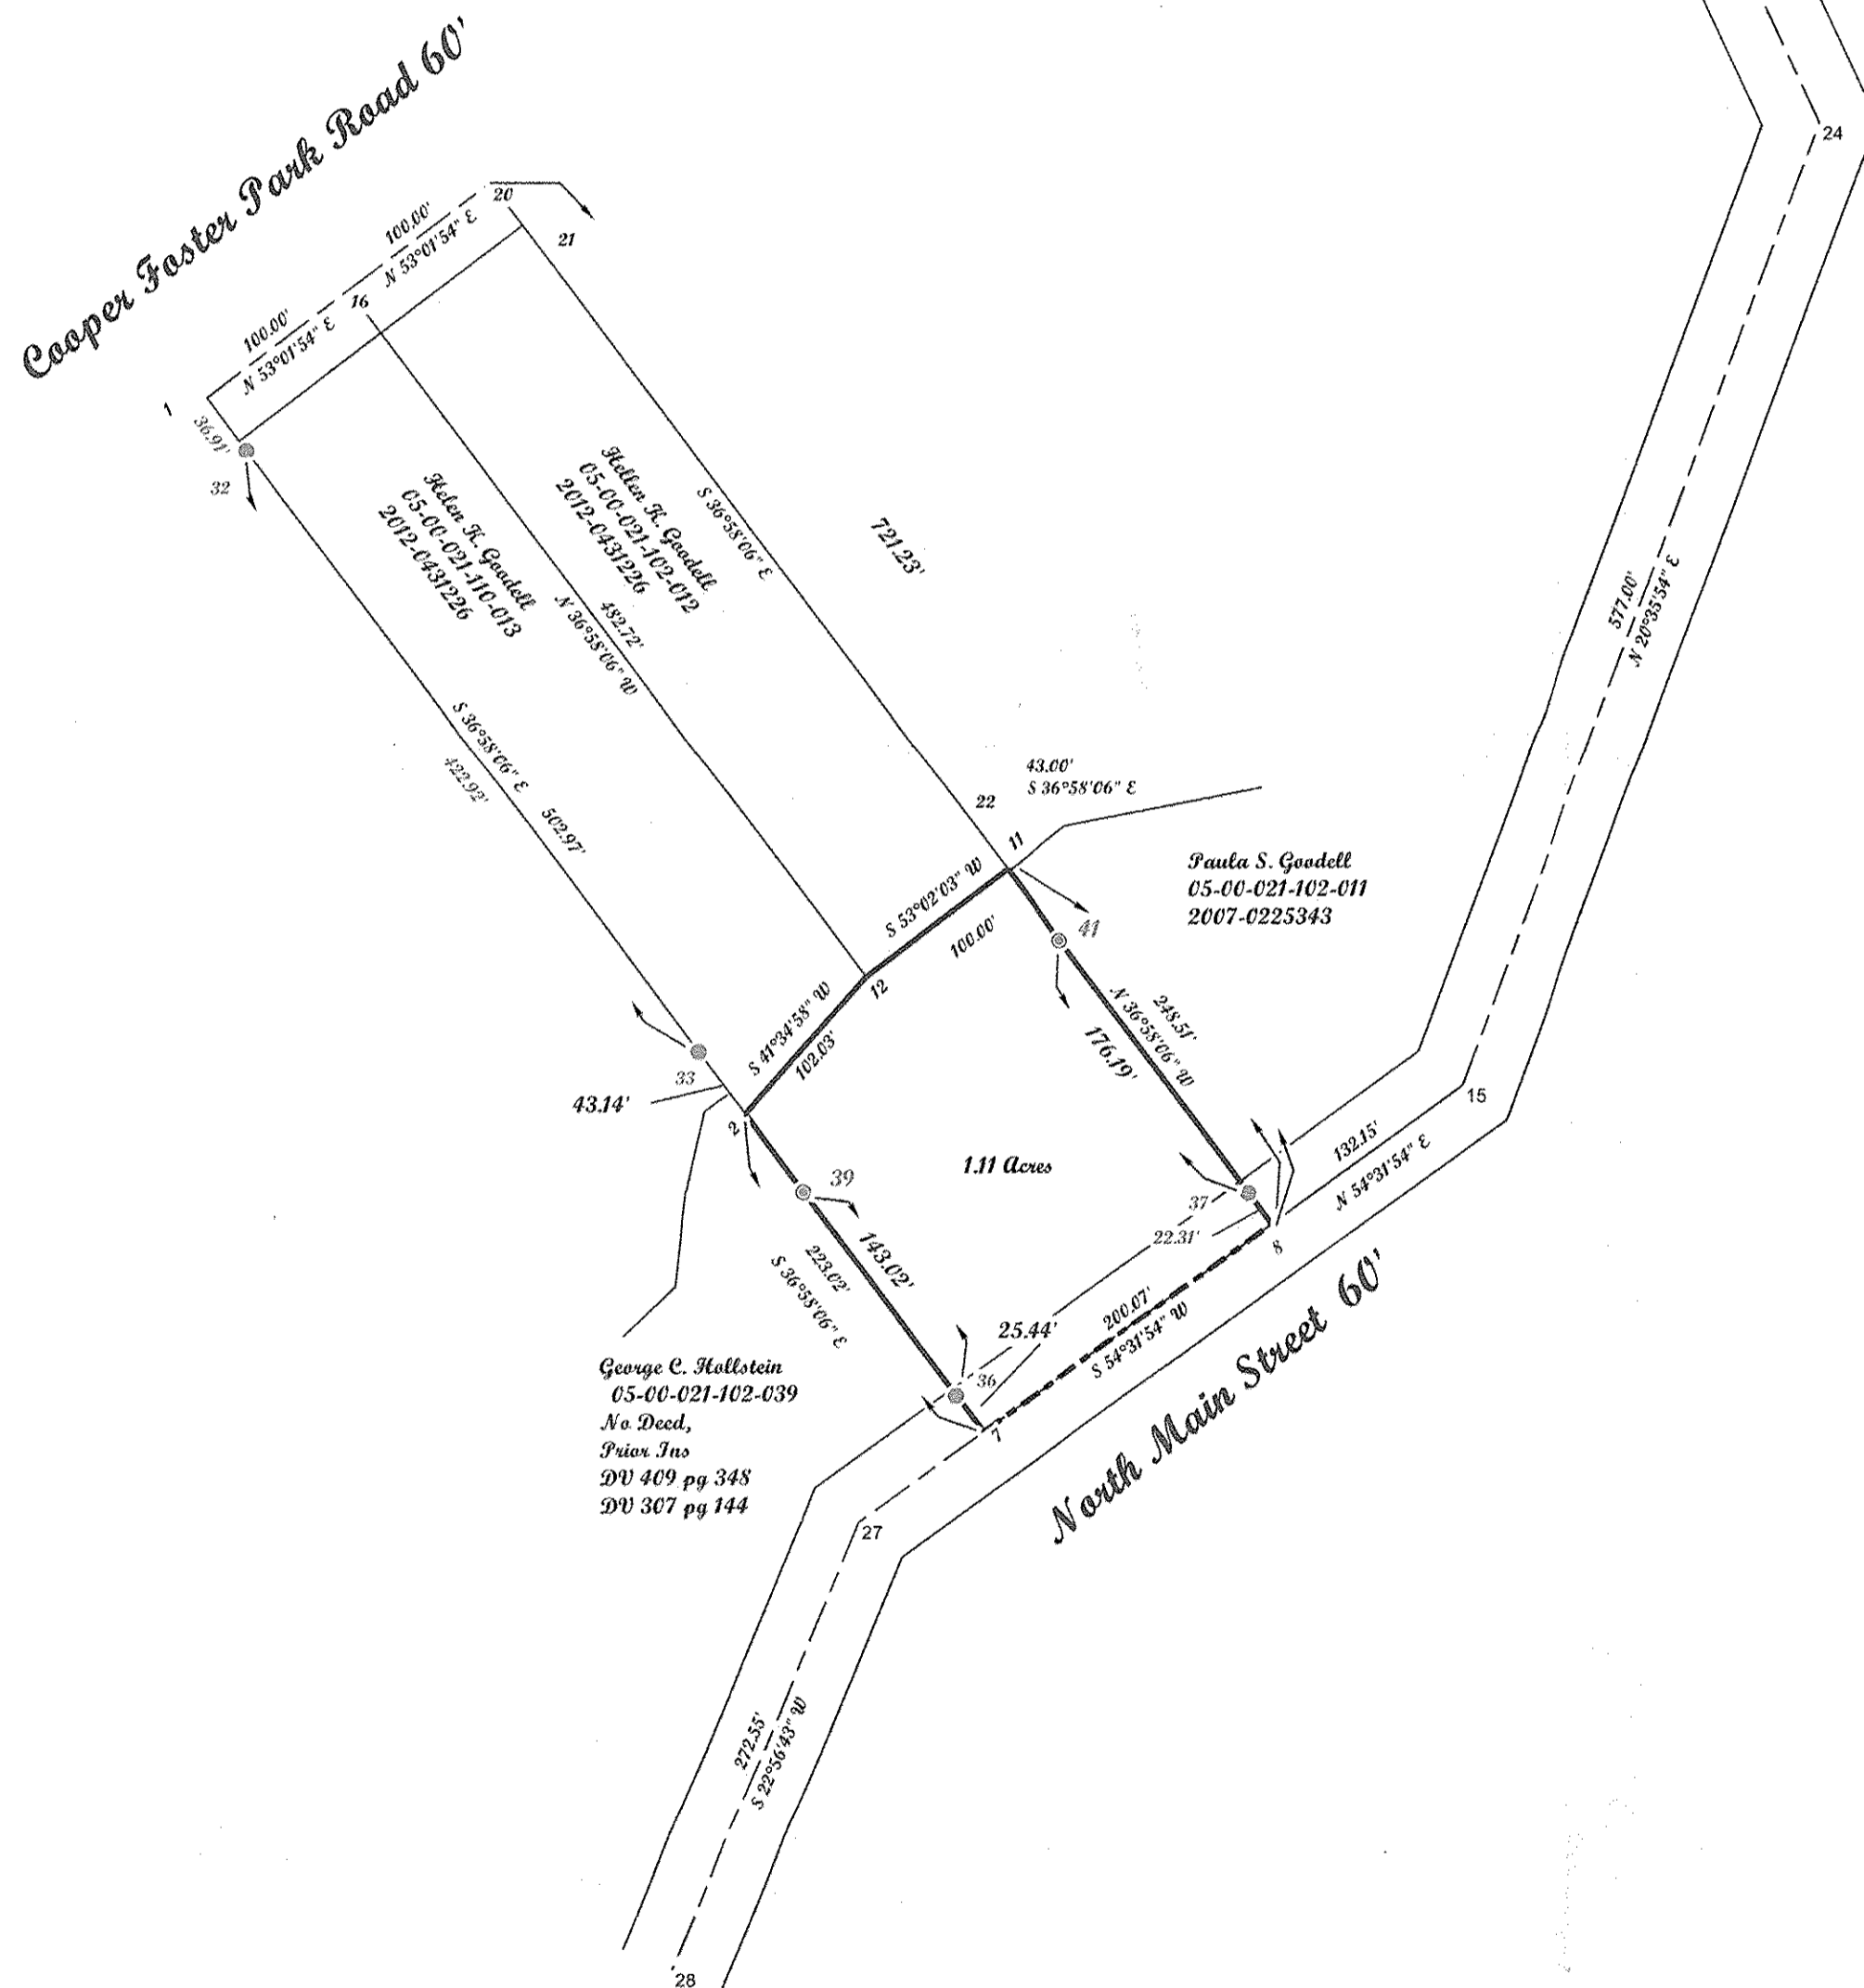 Cooper Foster Park Road 60'
24
20
100.00'
N 53°01'54" E
21
16
100.00'
N 53°01'54" E
1
36.91'
32
Helen K. Goodell
05-00-021-110-013
2012-0431226
Hellen K. Goodell
05-00-021-102-012
2012-0431226
S 36°58'06" E
721.23'
482.72'
N 36°58'06" W
577.00'
N 20°35'54" E
S 36°58'06" E
422.92'
502.97'
43.00'
S 36°58'06" E
22
11
Paula S. Goodell
05-00-021-102-011
2007-0225343
S 53°02'03" W
100.00'
41
12
S 41°34'58" W
102.03'
248.51'
N 36°58'06" W
176.19'
33
43.14'
2
15
132.15'
N 54°31'54" E
1.11 Acres
39
37
22.31'
8
143.02'
223.02'
S 36°58'06" E
25.44'
200.07'
S 54°31'54" W
36
7
North Main Street 60'
George C. Hollstein
05-00-021-102-039
No Deed,
Prior Ins
DV 409 pg 348
DV 307 pg 144
27
272.55'
S 22°56'43" W
28